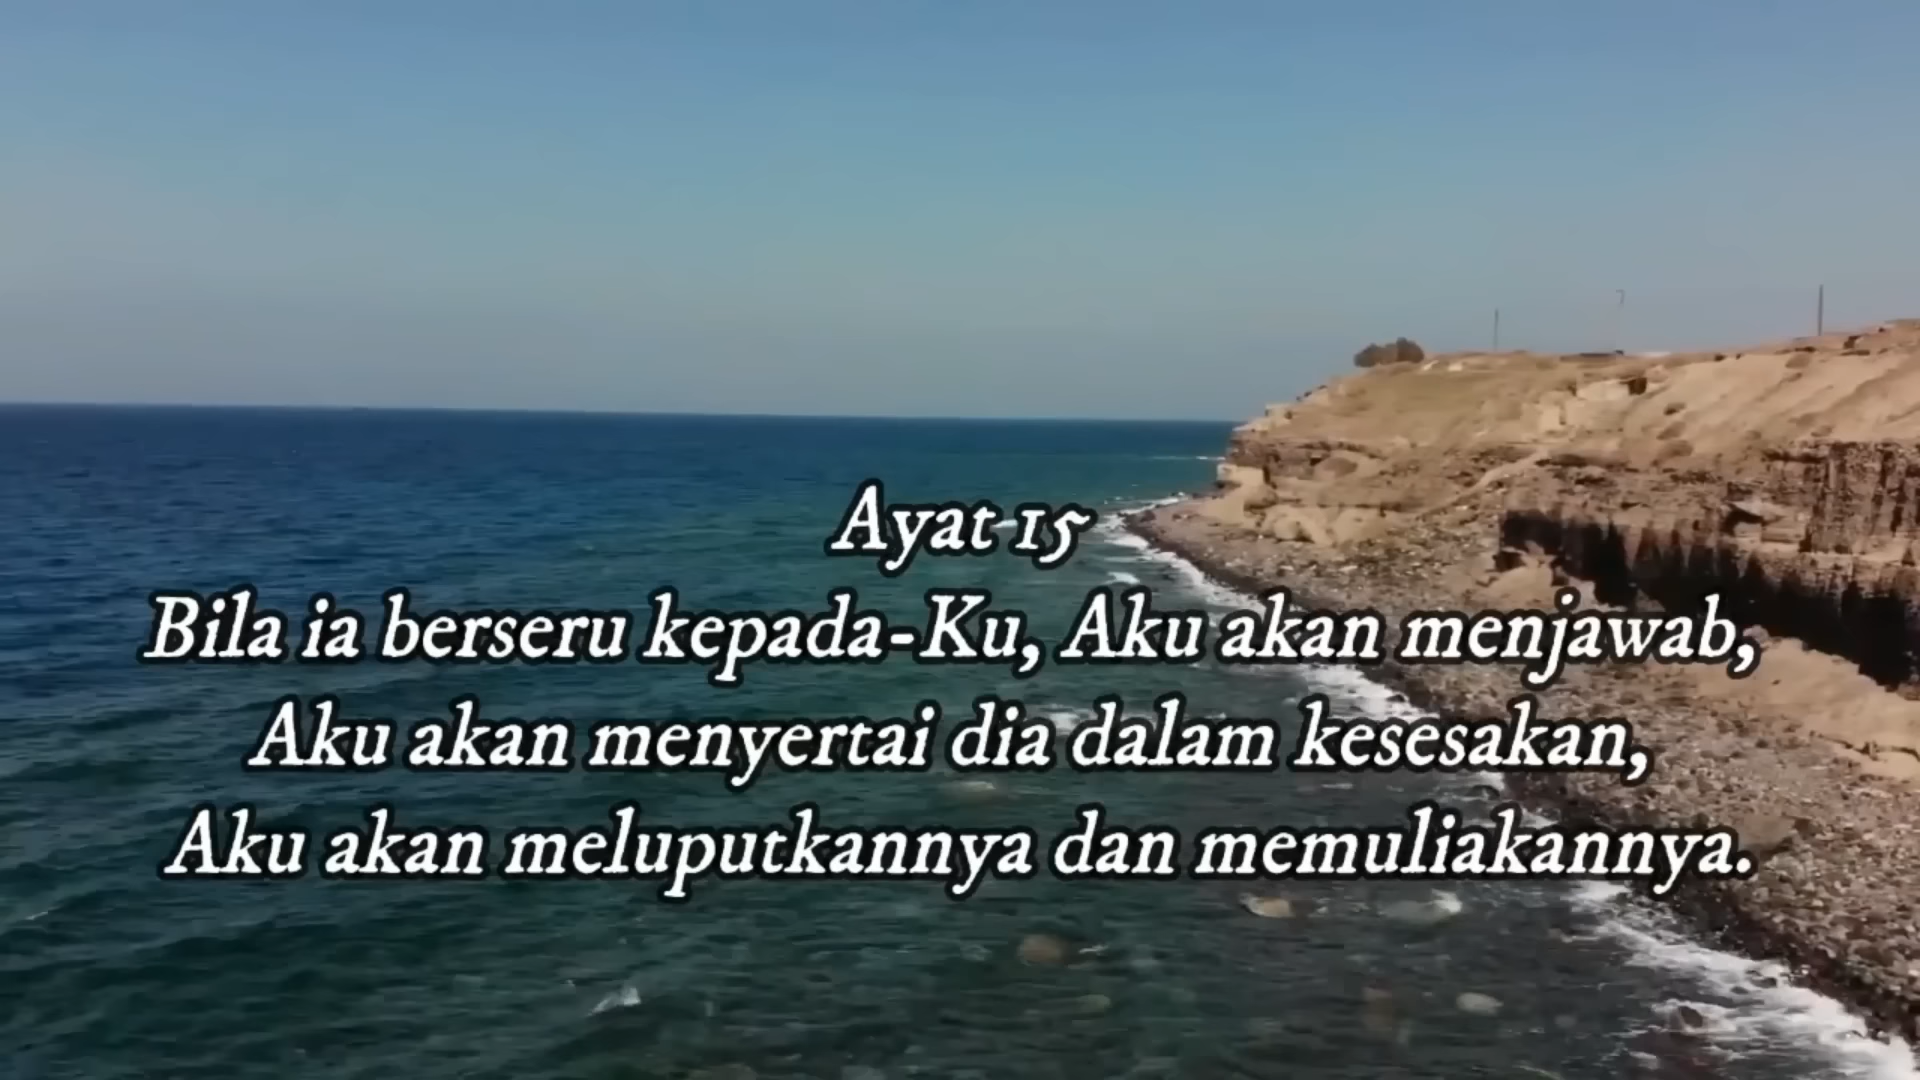 Ayat 15
Bila ia berseru kepada-Ku, Aku akan menjawab,
Aku akan menyertai dia dalam kesesakan,
Aku akan meluputkannya dan memuliakannya.